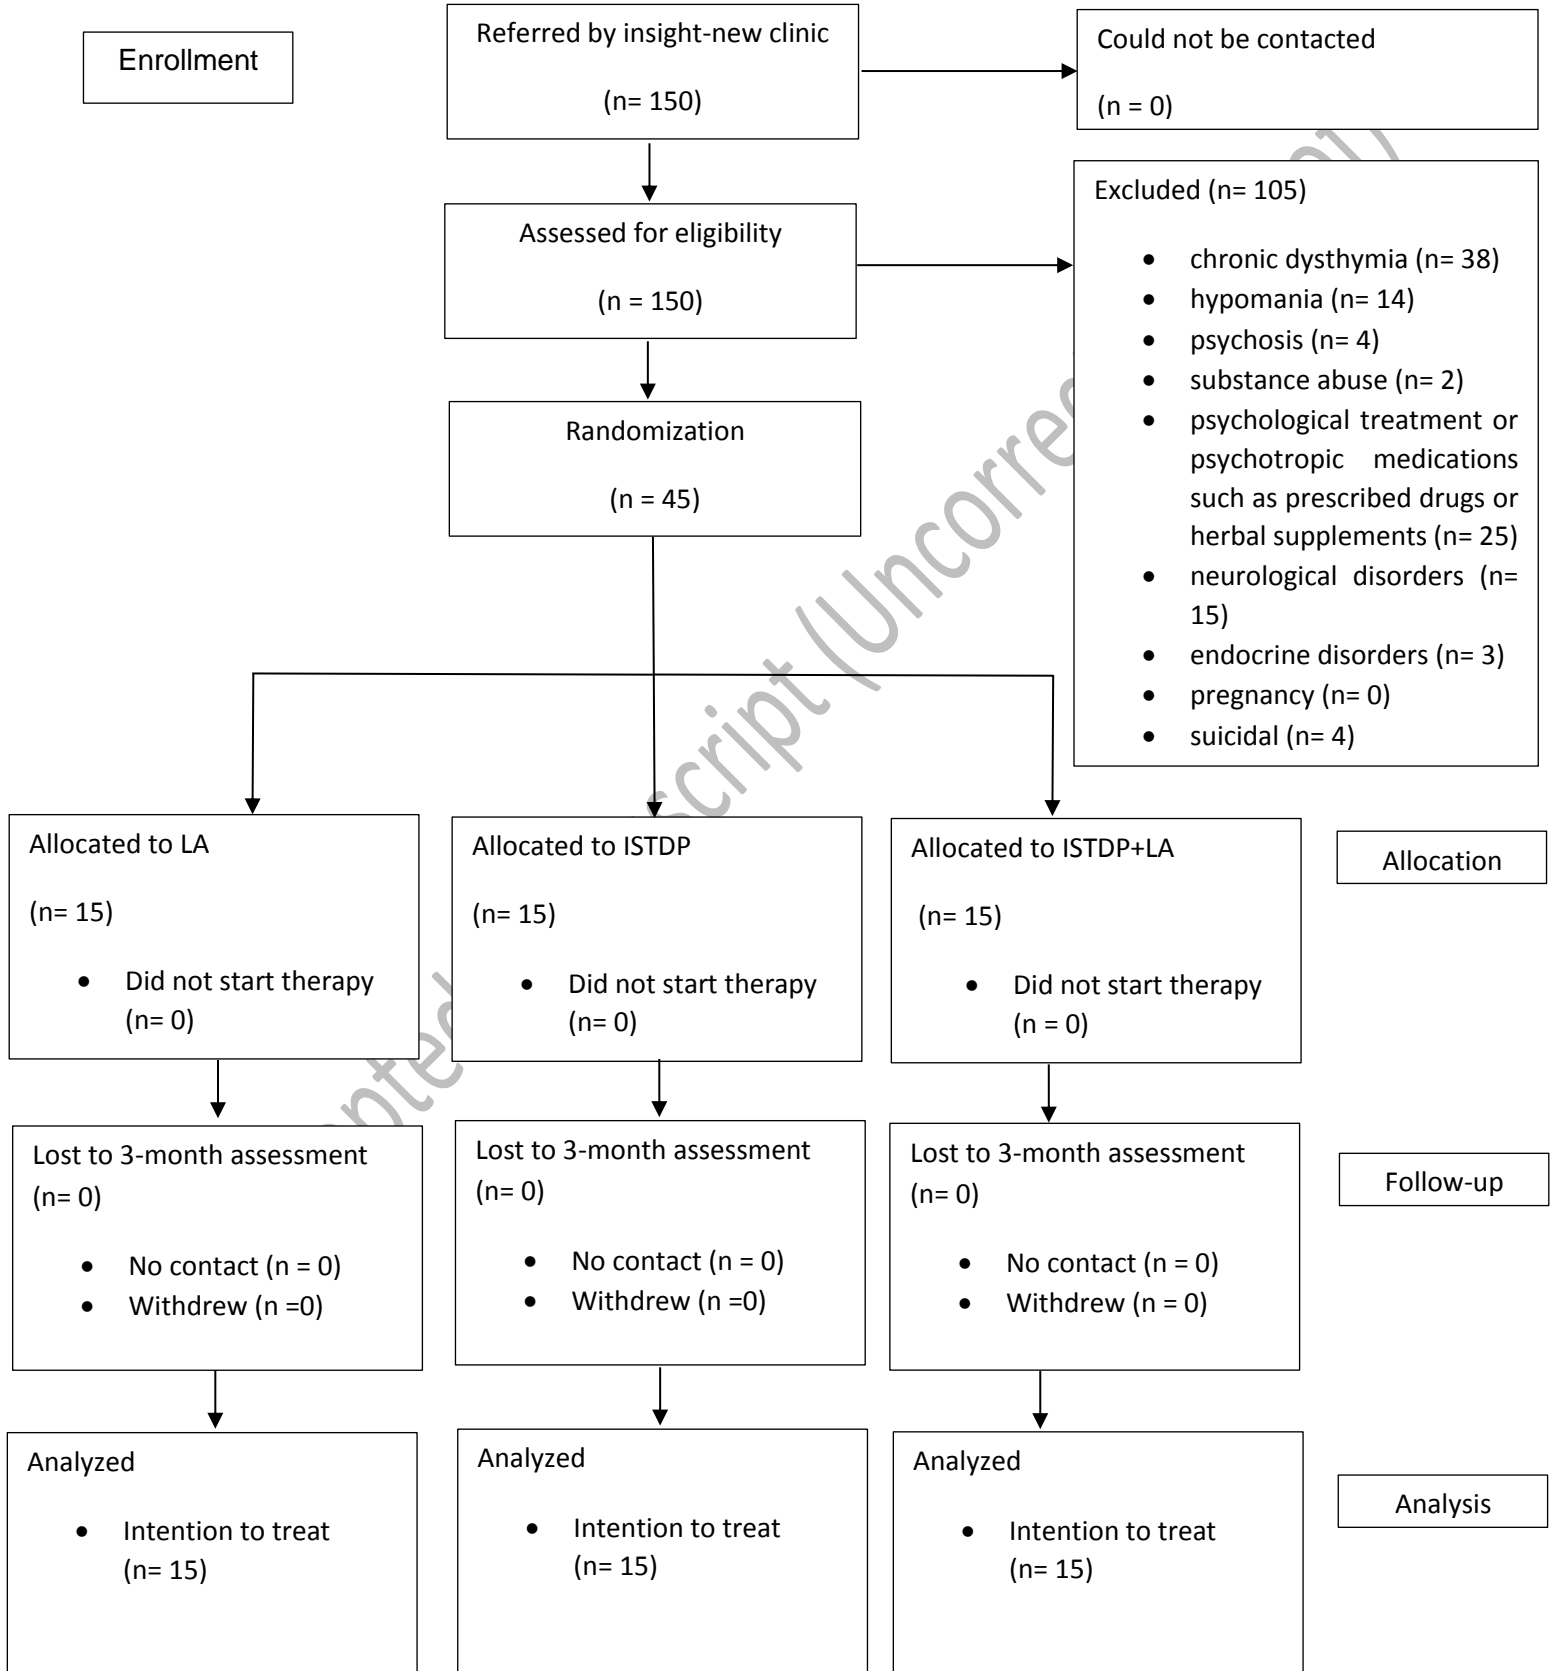 Enrollment
Referred by insight-new clinic
(n= 150)
Could not be contacted
(n = 0)
Assessed for eligibility
(n = 150)
Excluded (n= 105)
• chronic dysthymia (n= 38)
• hypomania (n= 14)
• psychosis (n= 4)
• substance abuse (n= 2)
• psychological treatment or
psychotropic medications
such as prescribed drugs or
herbal supplements (n= 25)
• neurological disorders (n=
15)
• endocrine disorders (n= 3)
• pregnancy (n= 0)
• suicidal (n= 4)
Randomization
(n = 45)
Allocated to LA
(n= 15)
• Did not start therapy
(n= 0)
Allocated to ISTDP
(n= 15)
• Did not start therapy
(n= 0)
Allocated to ISTDP+LA
(n= 15)
• Did not start therapy
(n = 0)
Allocation
Lost to 3-month assessment
(n= 0)
• No contact (n = 0)
• Withdrew (n =0)
Lost to 3-month assessment
(n= 0)
• No contact (n = 0)
• Withdrew (n =0)
Lost to 3-month assessment
(n= 0)
• No contact (n = 0)
• Withdrew (n = 0)
Follow-up
Analyzed
• Intention to treat
(n= 15)
Analyzed
• Intention to treat
(n= 15)
Analyzed
• Intention to treat
(n= 15)
Analysis